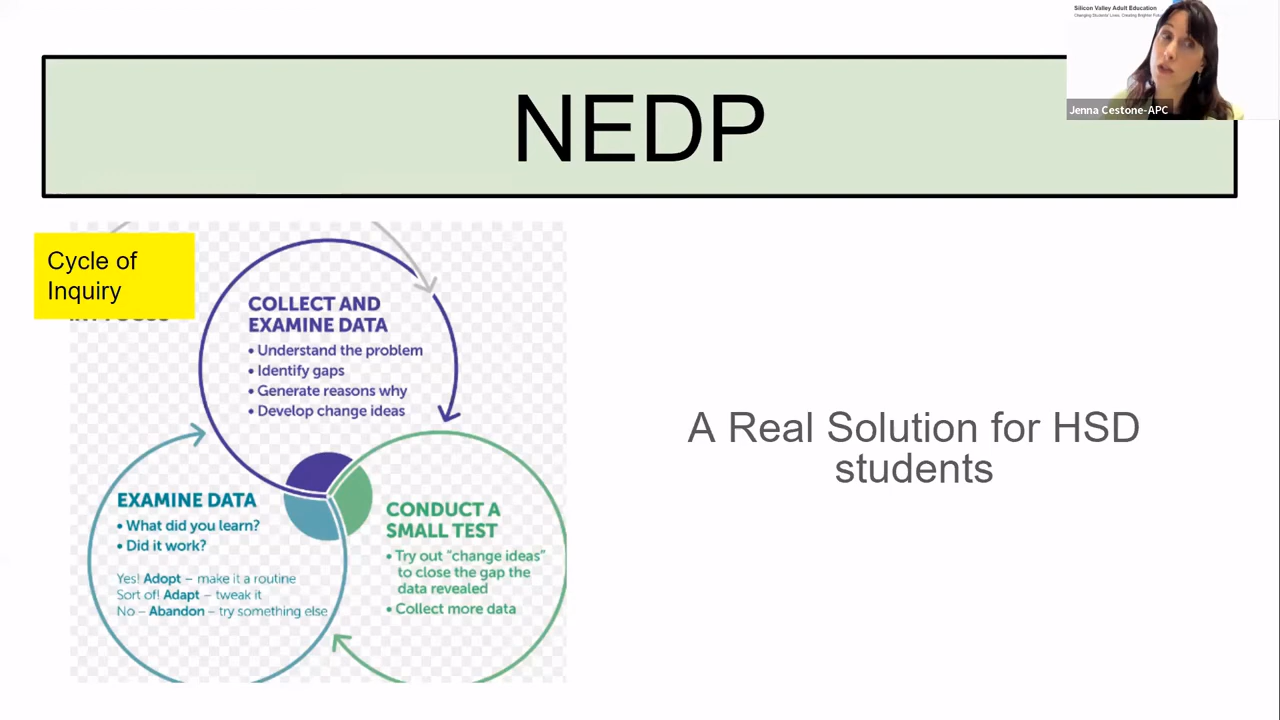 Silicon Valley Adult Education
Jenna Cestone-APC
NEDP
Cycle of
Inquiry
COLLECT AND
EXAMINE DATA
• Understand the problem
• Identify gaps
• Generate reasons why
• Develop change ideas
EXAMINE DATA
• What did you learn?
• Did it work?
Yes! Adopt – make it a routine
Sort of! Adapt – tweak it
No – Abandon – try something else
CONDUCT A
SMALL TEST
• Try out “change ideas”
to close the gap the
data revealed
• Collect more data
A Real Solution for HSD
students